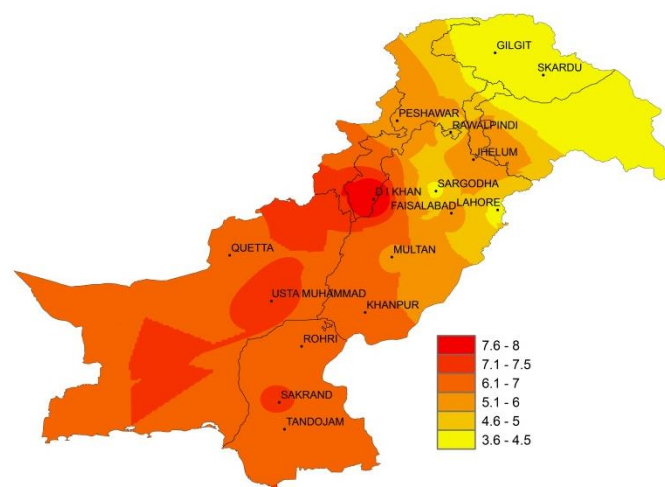 GILGIT
SKARDU
PESHAWAR
RAWALPINDI
JHELUM
SARGODHA
D I KHAN
FAISALABAD
LAHORE
MULTAN
QUETTA
USTA MUHAMMAD
KHANPUR
ROHRI
SAKRAND
TANDOJAM
7.6 - 8
7.1 - 7.5
6.1 - 7
5.1 - 6
4.6 - 5
3.6 - 4.5